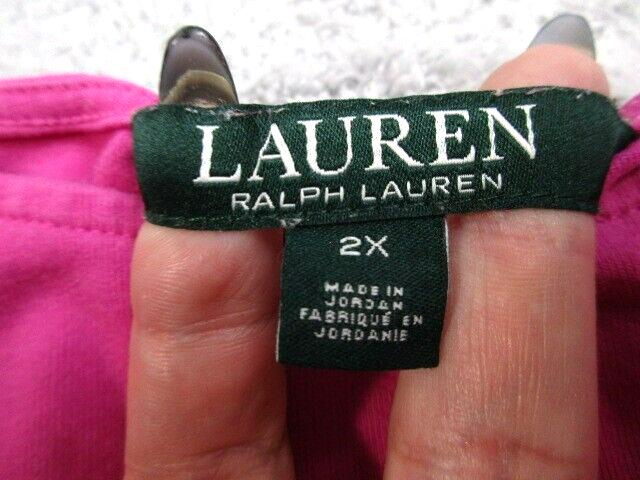 LAUREN
RALPH LAUREN
2X
MADE IN
JORDAN
FABRIQUÉ EN
JORDANIE